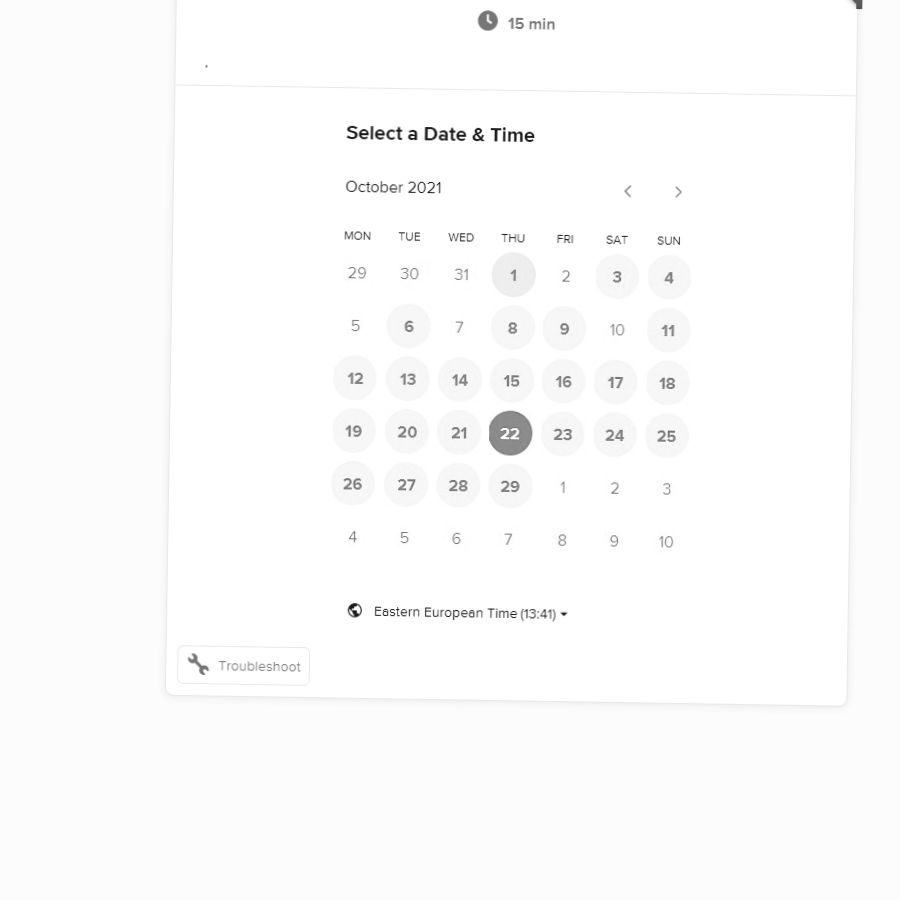 15 min
.
Select a Date & Time
October 2021
MON TUE WED THU FRI SAT SUN
29 30 31 1 2 3 4
5 6 7 8 9 10 11
12 13 14 15 16 17 18
19 20 21 22 23 24 25
26 27 28 29 1 2 3
4 5 6 7 8 9 10
Eastern European Time (13:41)
Troubleshoot